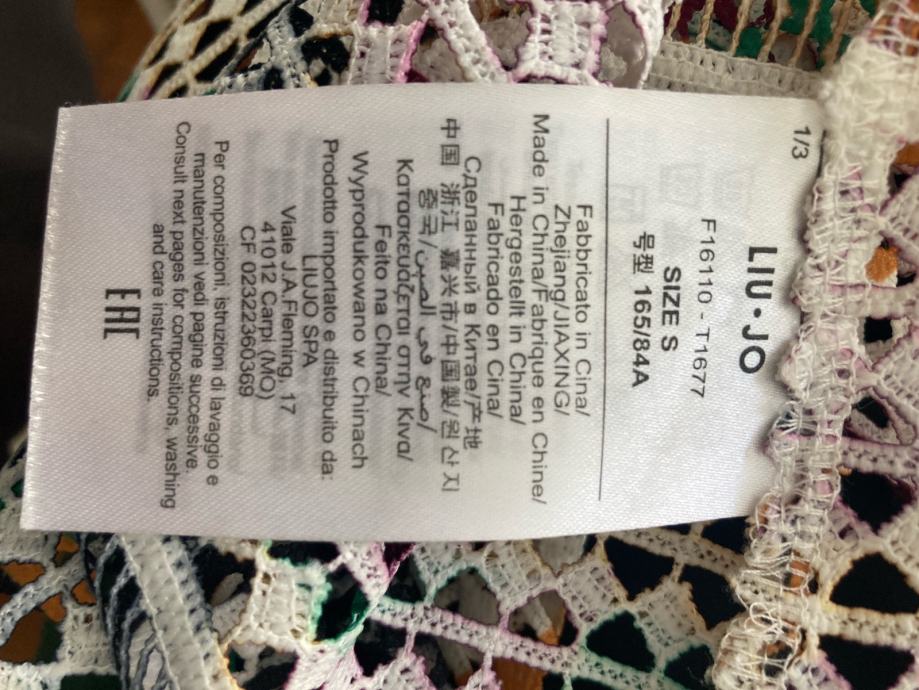 1/3
LIU•JO
F16110 - T1677
SIZE S
号型 165/84A
Fabbricato in Cina/
Zhejiang/JIAXING/
Made in China/Fabrique en Chine/
Hergestellt in China/
Fabricado en Cina/
Сделанный в Китае/产地
中国 浙江 嘉兴市/中国製/원산지
중국/صنع في الصين/
Κατασκευάζεται στην Κινα/
Feito na China/
Wyprodukowano w Chinach
Prodotto importato e distribuito da:
LIUJO SPA
Viale J.A.Fleming, 17
41012 Carpi (MO)
CF 02322360369
Per composizioni, istruzioni di lavaggio e
manutenzioni vedi pagine successive.
Consult next pages for compositions, washing
and care instructions.
EAC